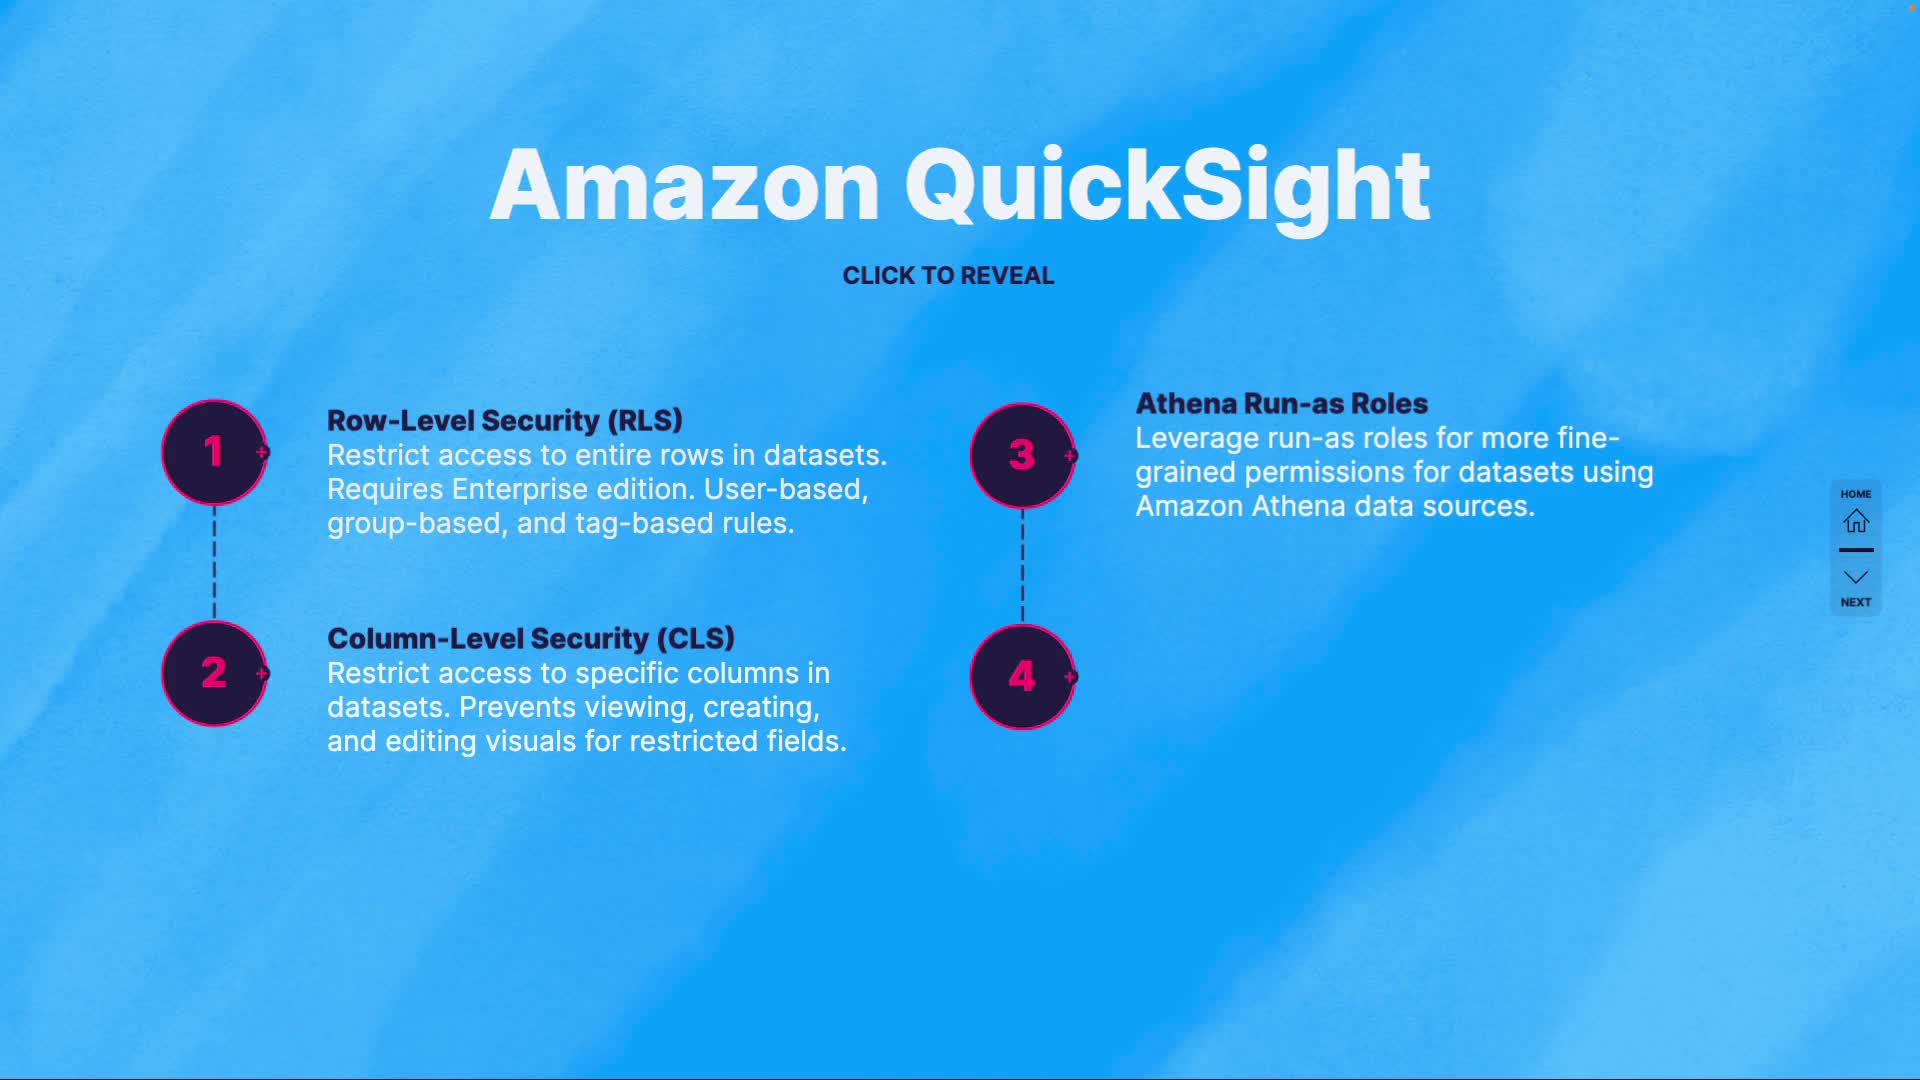 Amazon QuickSight
CLICK TO REVEAL
1
Row-Level Security (RLS)
Restrict access to entire rows in datasets.
Requires Enterprise edition. User-based,
group-based, and tag-based rules.
2
Column-Level Security (CLS)
Restrict access to specific columns in
datasets. Prevents viewing, creating,
and editing visuals for restricted fields.
3
Athena Run-as Roles
Leverage run-as roles for more fine-
grained permissions for datasets using
Amazon Athena data sources.
4
HOME
NEXT